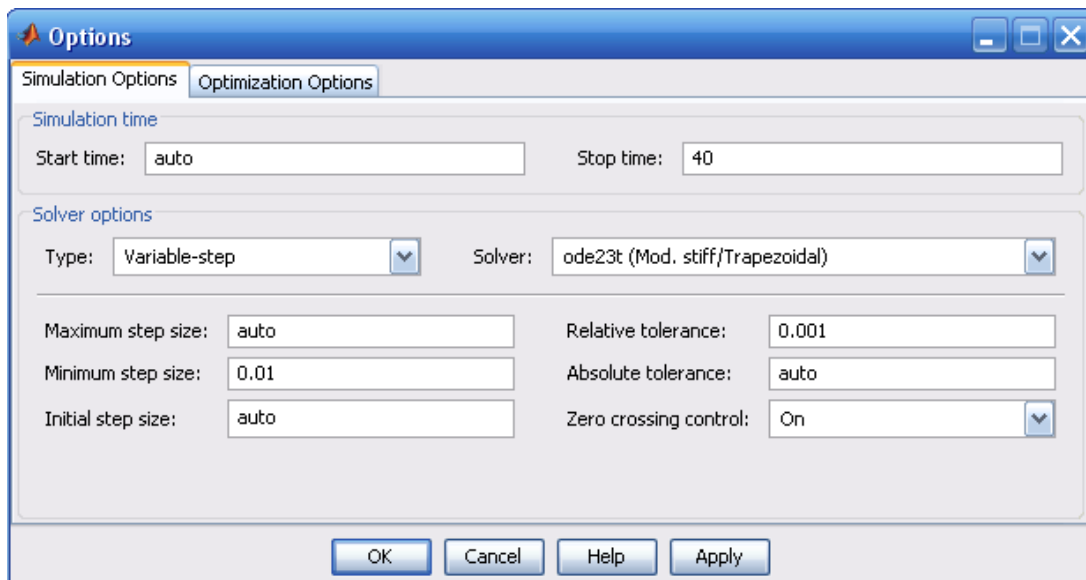 Options
Simulation Options Optimization Options
Simulation time
Start time: auto Stop time: 40
Solver options
Type: Variable-step Solver: ode23t (Mod. stiff/Trapezoidal)
Maximum step size: auto Relative tolerance: 0.001
Minimum step size: 0.01 Absolute tolerance: auto
Initial step size: auto Zero crossing control: On
OK Cancel Help Apply